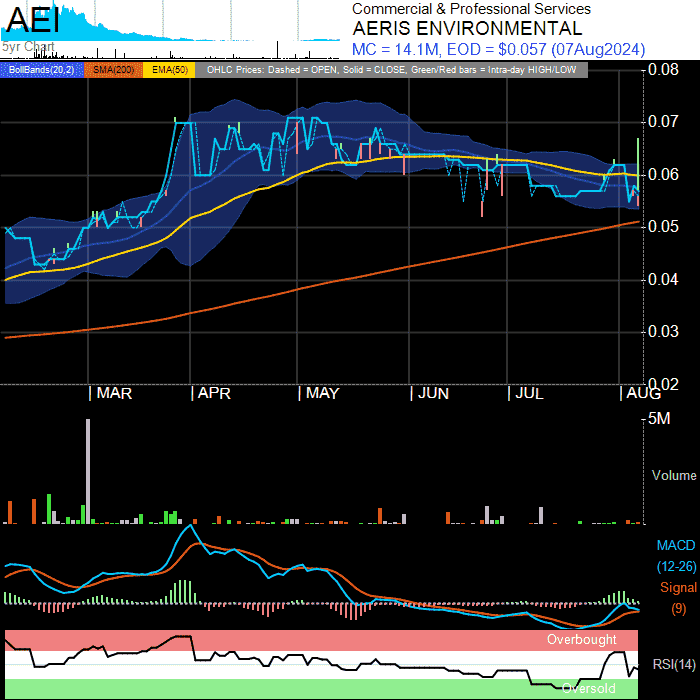 AEI
5yr Chart
Commercial & Professional Services
AERIS ENVIRONMENTAL
MC = 14.1M, EOD = $0.057 (07Aug2024)
BollBands(20,2) SMA(200) EMA(50) OHLC Prices: Dashed = OPEN, Solid = CLOSE, Green/Red bars = Intra-day HIGH/LOW
0.08
0.07
0.06
0.05
0.04
0.03
0.02
| MAR | APR | MAY | JUN | JUL | AUG
5M
Volume
MACD
(12-26)
Signal
(9)
Overbought
RSI(14)
Oversold